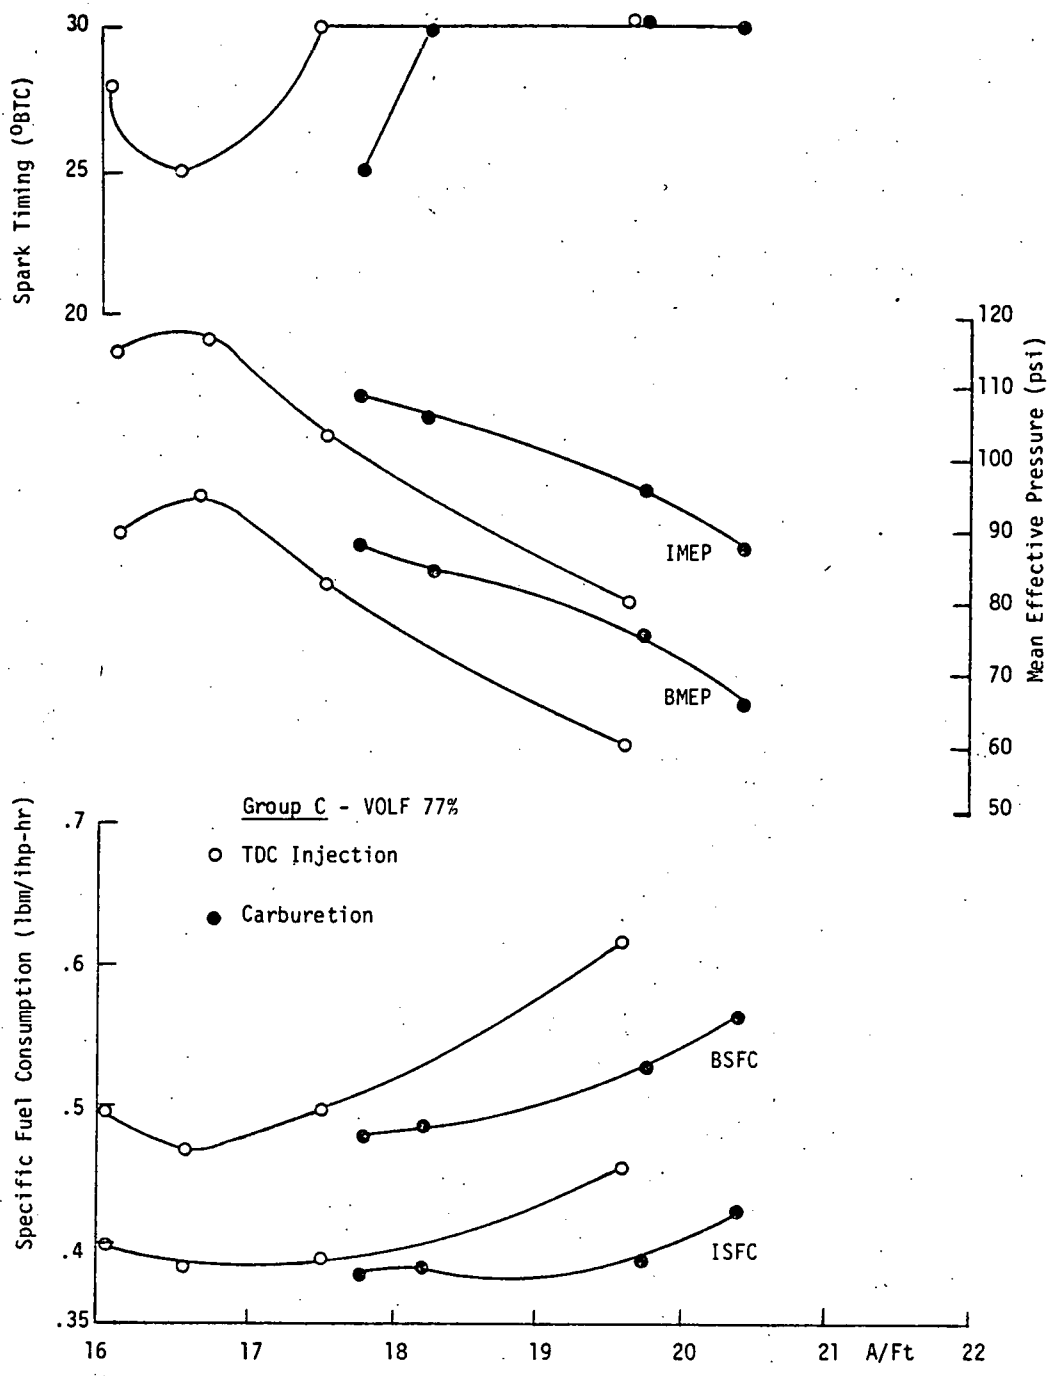 30
25
20
Spark Timing (ºBTC)
120
110
100
90
80
70
60
50
Mean Effective Pressure (psi)
IMEP
BMEP
Group C - VOLF 77%
TDC Injection
Carburetion
.7
.6
.5
.4
.35
Specific Fuel Consumption (lbm/ihp-hr)
BSFC
ISFC
16 17 18 19 20 21 A/Ft 22